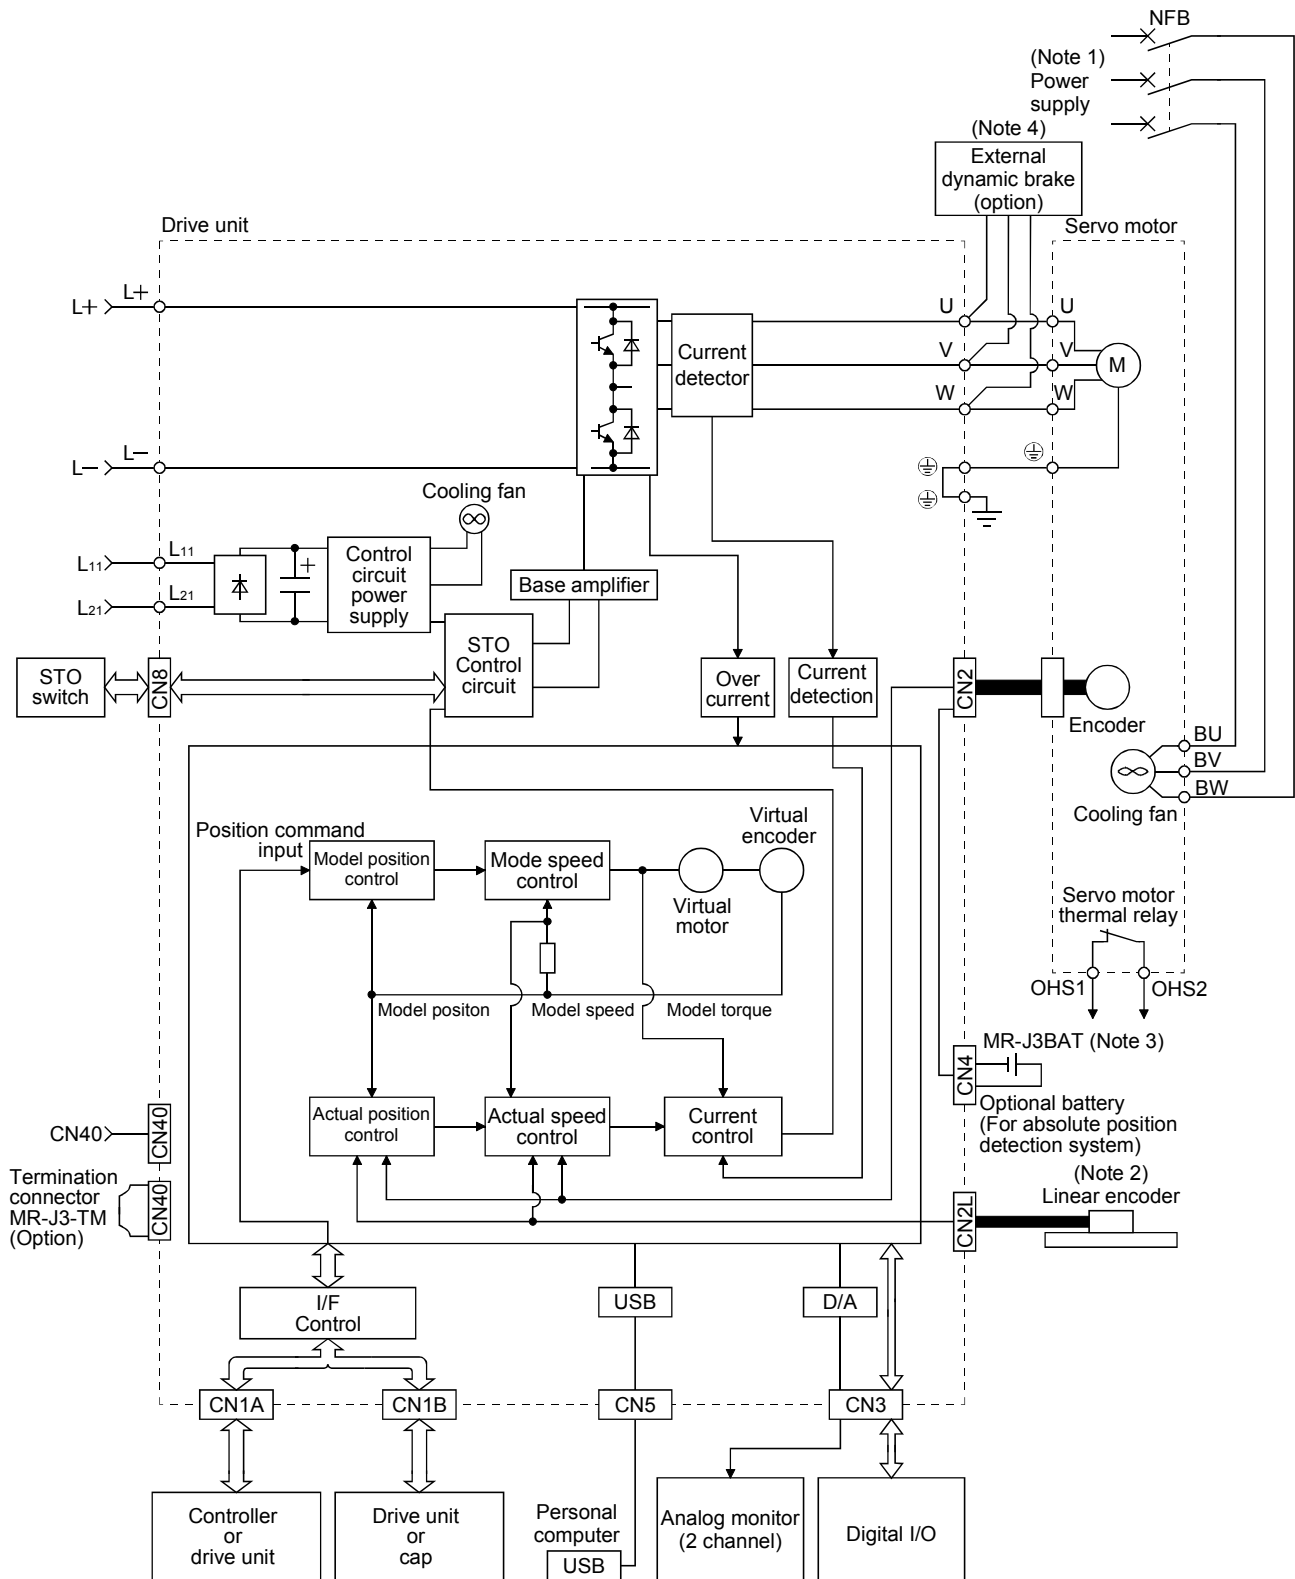 NFB
(Note 1)
Power
supply
(Note 4)
External
dynamic brake
(option)
Drive unit
Servo motor
L+
L+
U
U
V
V
W
W
Current
detector
M
L−
L−
Cooling fan
L11
L11
L21
L21
Control
circuit
power
supply
Base amplifier
STO
switch
CN8
STO
Control
circuit
Over
current
Current
detection
CN2
Encoder
BU
BV
BW
Cooling fan
Position command
input
Model position
control
Mode speed
control
Virtual
encoder
Virtual
motor
Servo motor
thermal relay
OHS1
OHS2
Model positon
Model speed
Model torque
MR-J3BAT (Note 3)
CN4
Optional battery
(For absolute position
detection system)
Actual position
control
Actual speed
control
Current
control
CN40
CN40
Termination
connector
MR-J3-TM
(Option)
CN40
(Note 2)
Linear encoder
CN2L
I/F
Control
USB
D/A
CN1A
CN1B
CN5
CN3
Controller
or
drive unit
Drive unit
or
cap
Personal
computer
USB
Analog monitor
(2 channel)
Digital I/O